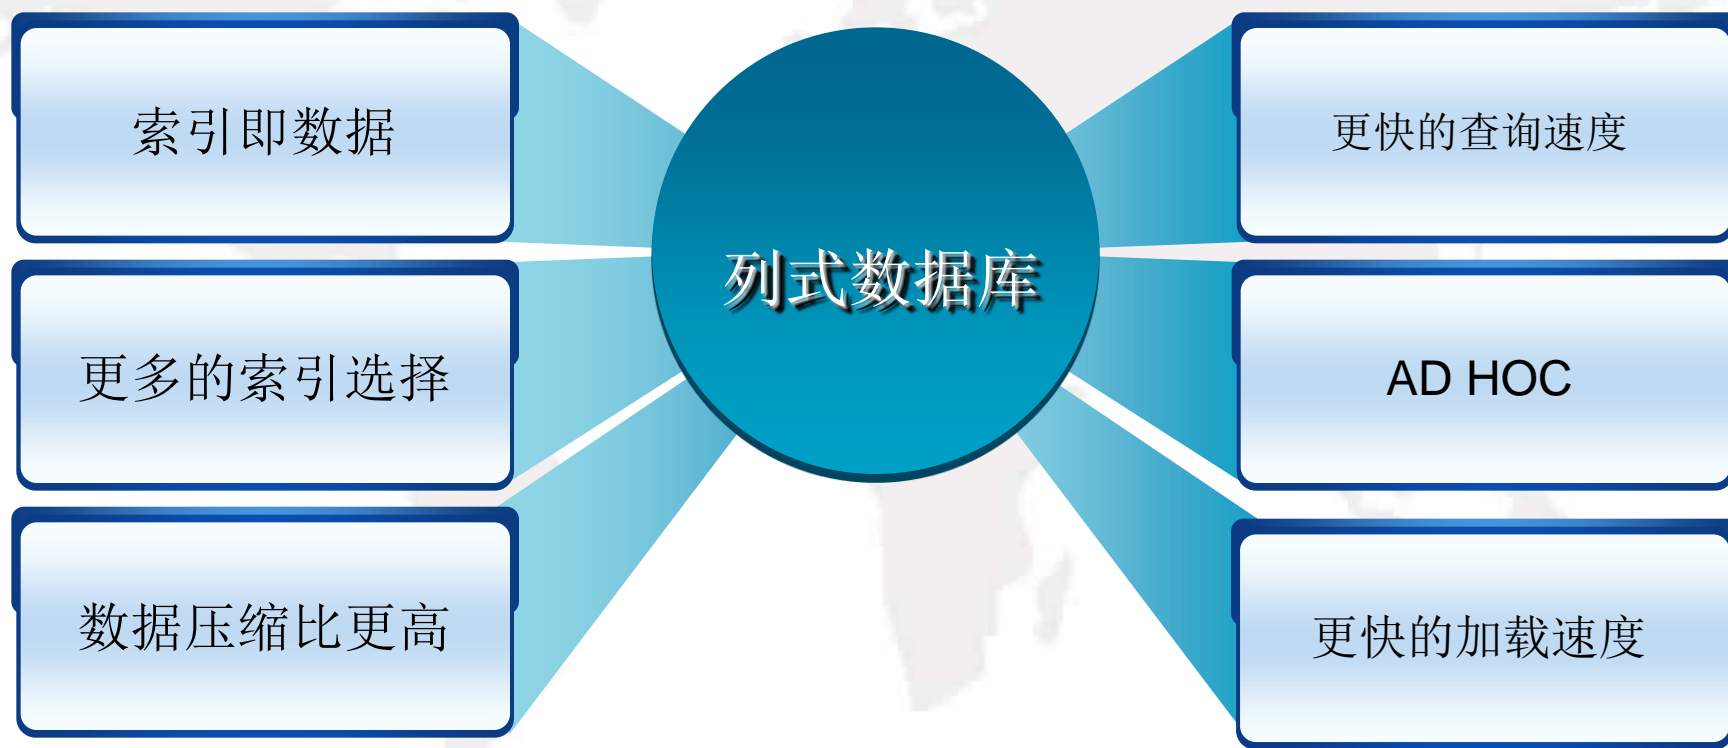 索引即数据
更多的索引选择
数据压缩比更高
列式数据库
更快的查询速度
AD HOC
更快的加载速度